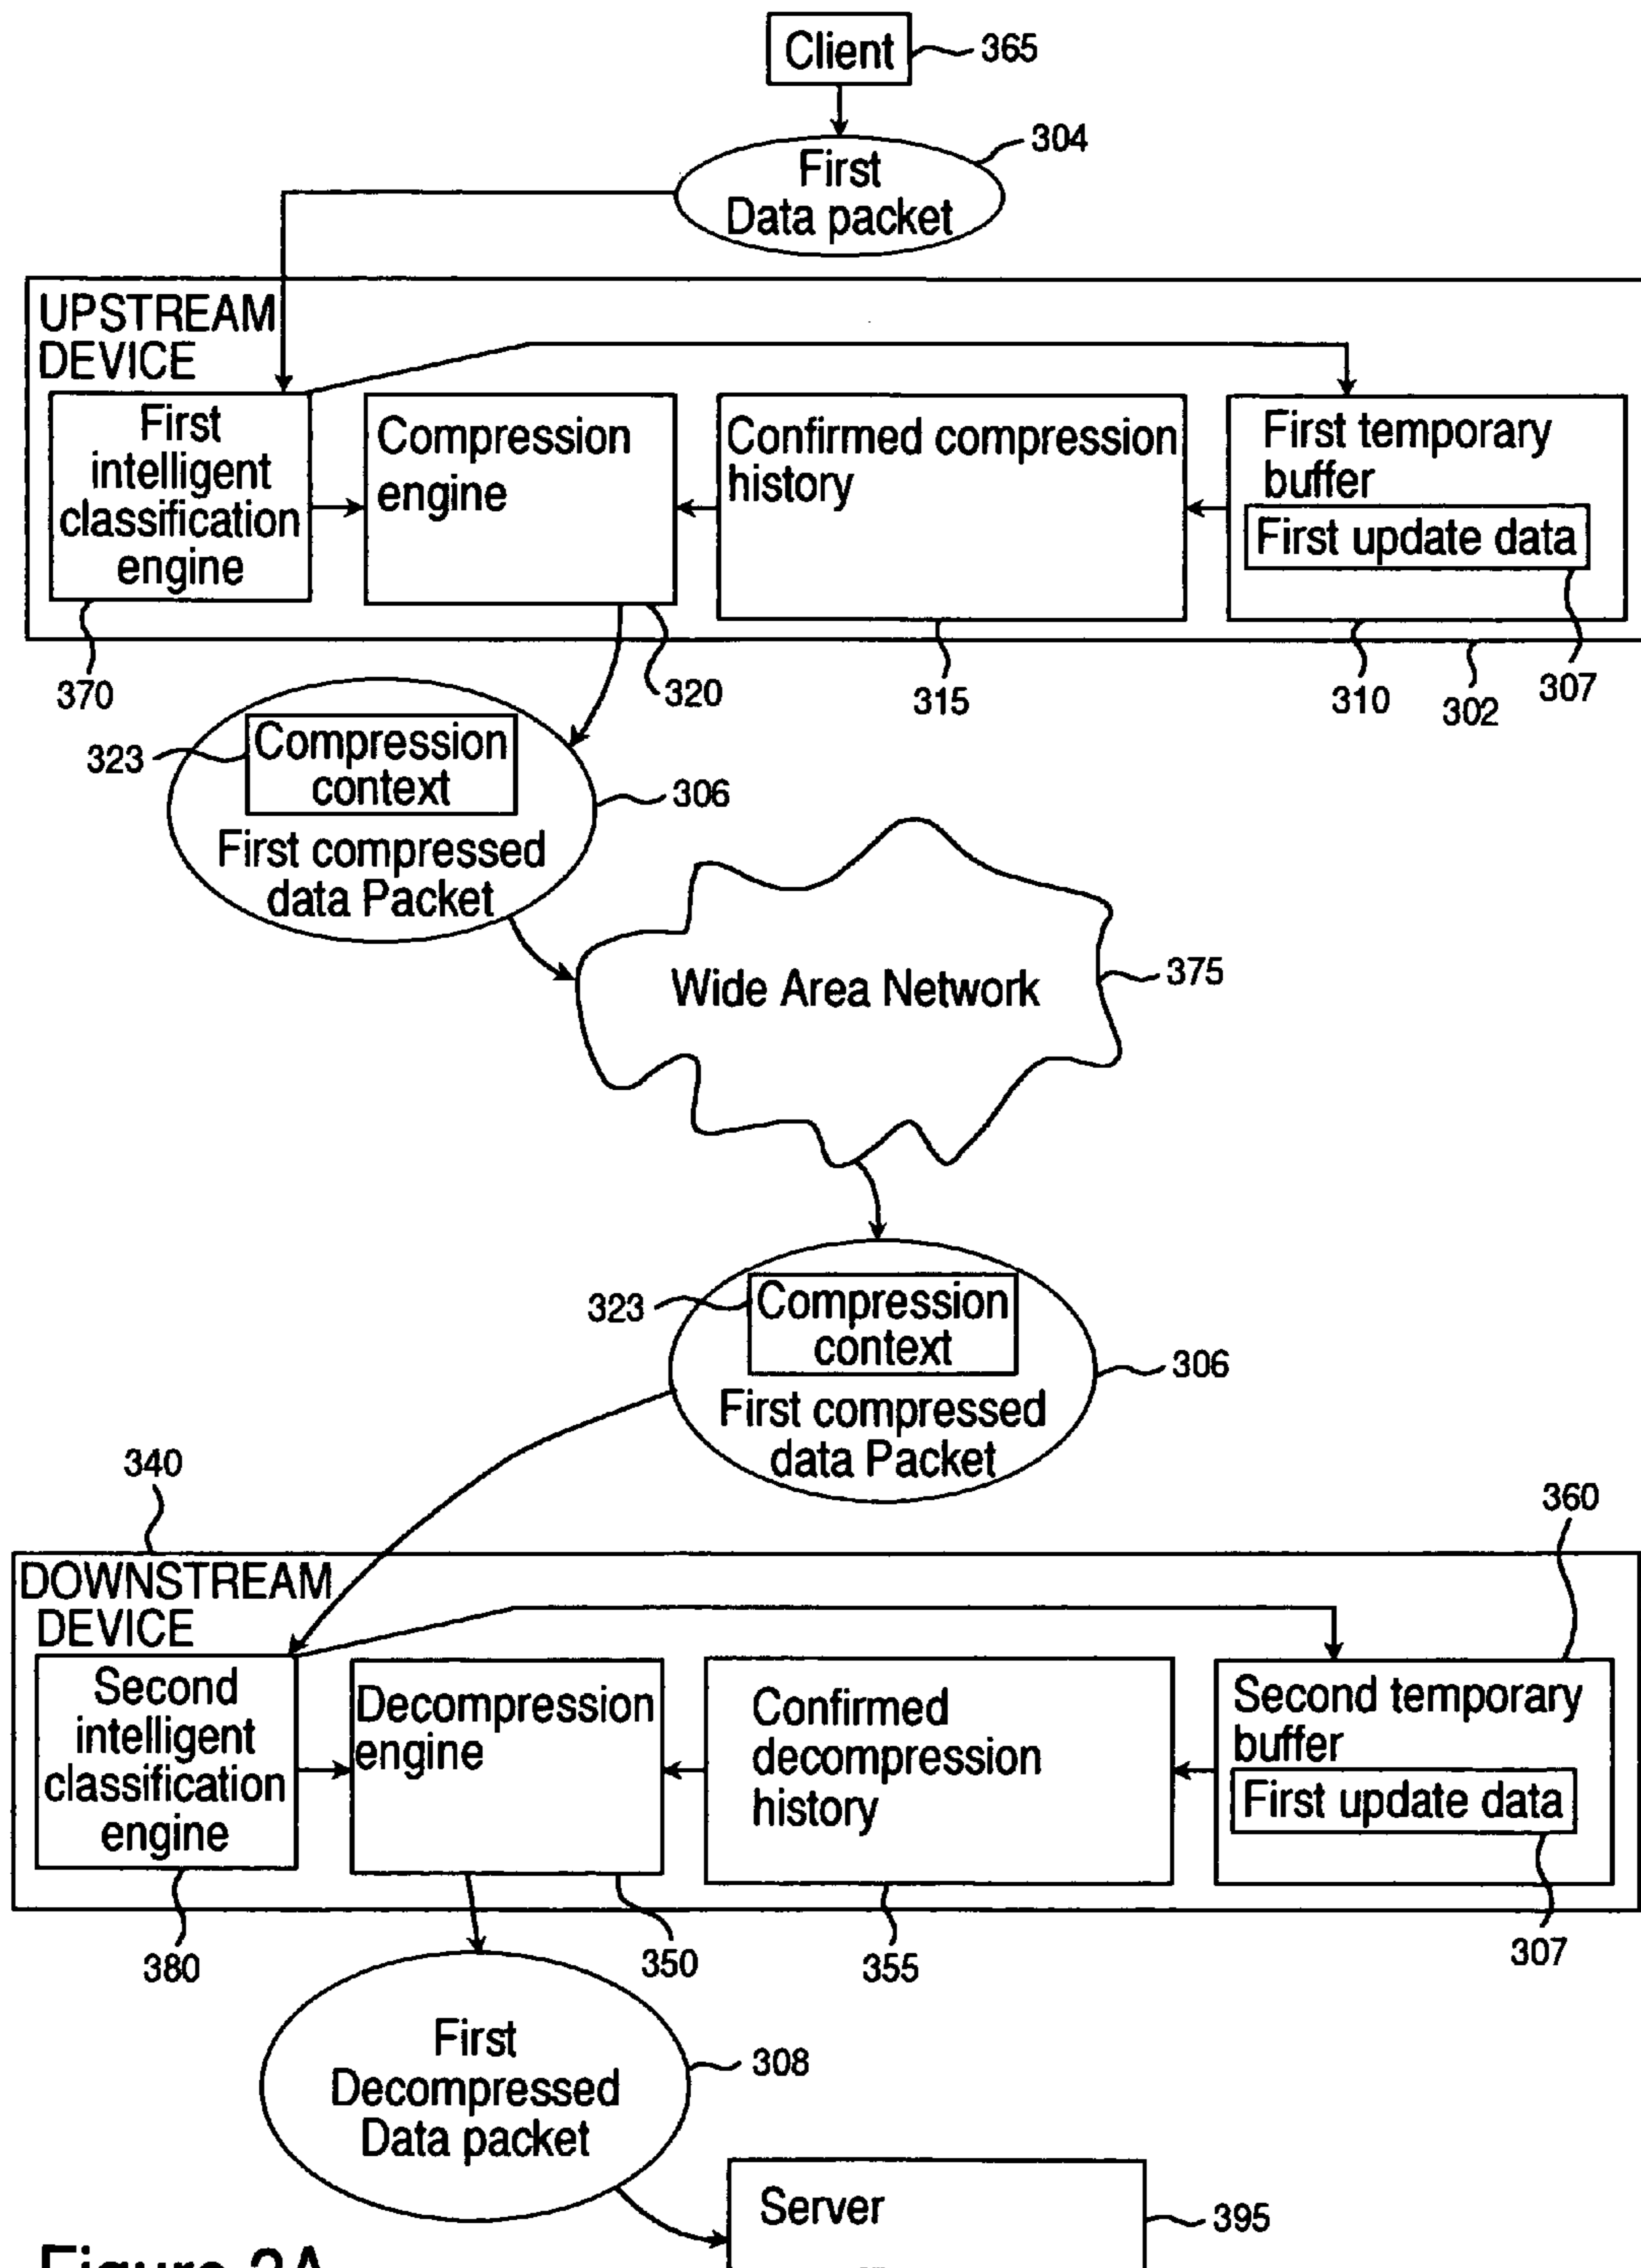 Client
365
304
First
Data packet
UPSTREAM
DEVICE
First
intelligent
classification
engine
Compression
engine
Confirmed compression
history
First temporary
buffer
First update data
370
320
315
310
302
307
323
Compression
context
306
First compressed
data Packet
Wide Area Network
375
323
Compression
context
306
First compressed
data Packet
340
360
DOWNSTREAM
DEVICE
Second
intelligent
classification
engine
Decompression
engine
Confirmed
decompression
history
Second temporary
buffer
First update data
380
350
355
307
First
Decompressed
Data packet
308
Server
395
Figure 3A